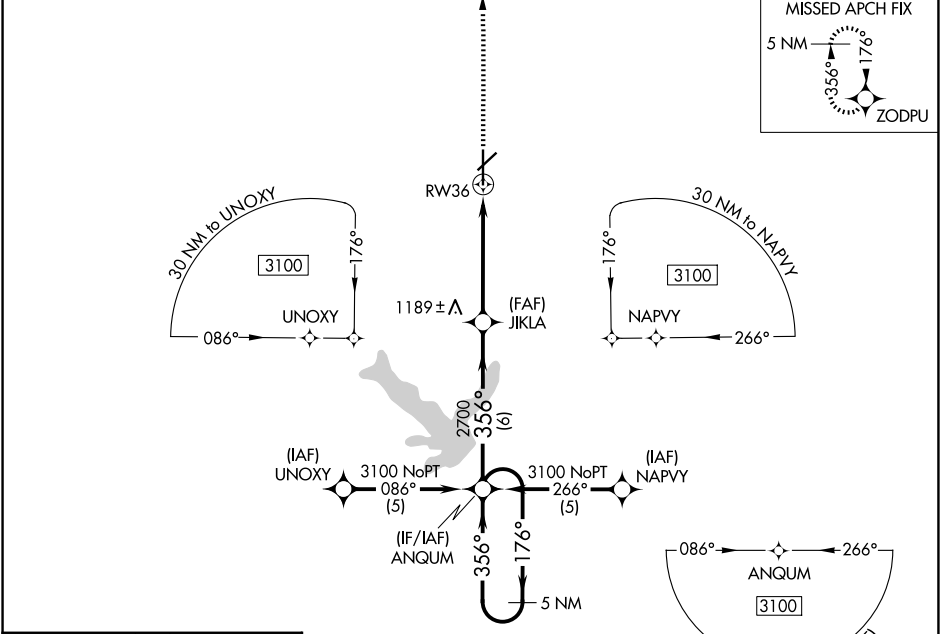 MISSED APCH FIX
5 NM
176°
356°
ZODPU
RW36
30 NM to UNOXY
3100
176°
UNOXY
086°
30 NM to NAPVY
3100
176°
NAPVY
266°
1189±
(FAF)
JIKLA
2700
356°
(6)
(IAF)
UNOXY
3100 NoPT
086°
(5)
3100 NoPT
266°
(5)
(IAF)
NAPVY
(IF/IAF)
ANQUM
356°
176°
5 NM
086°
266°
ANQUM
3100